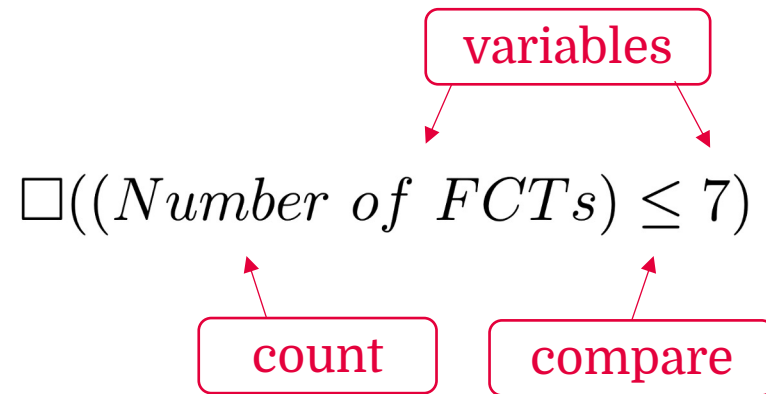 variables
□((Number of FCTs) ≤ 7)
count
compare